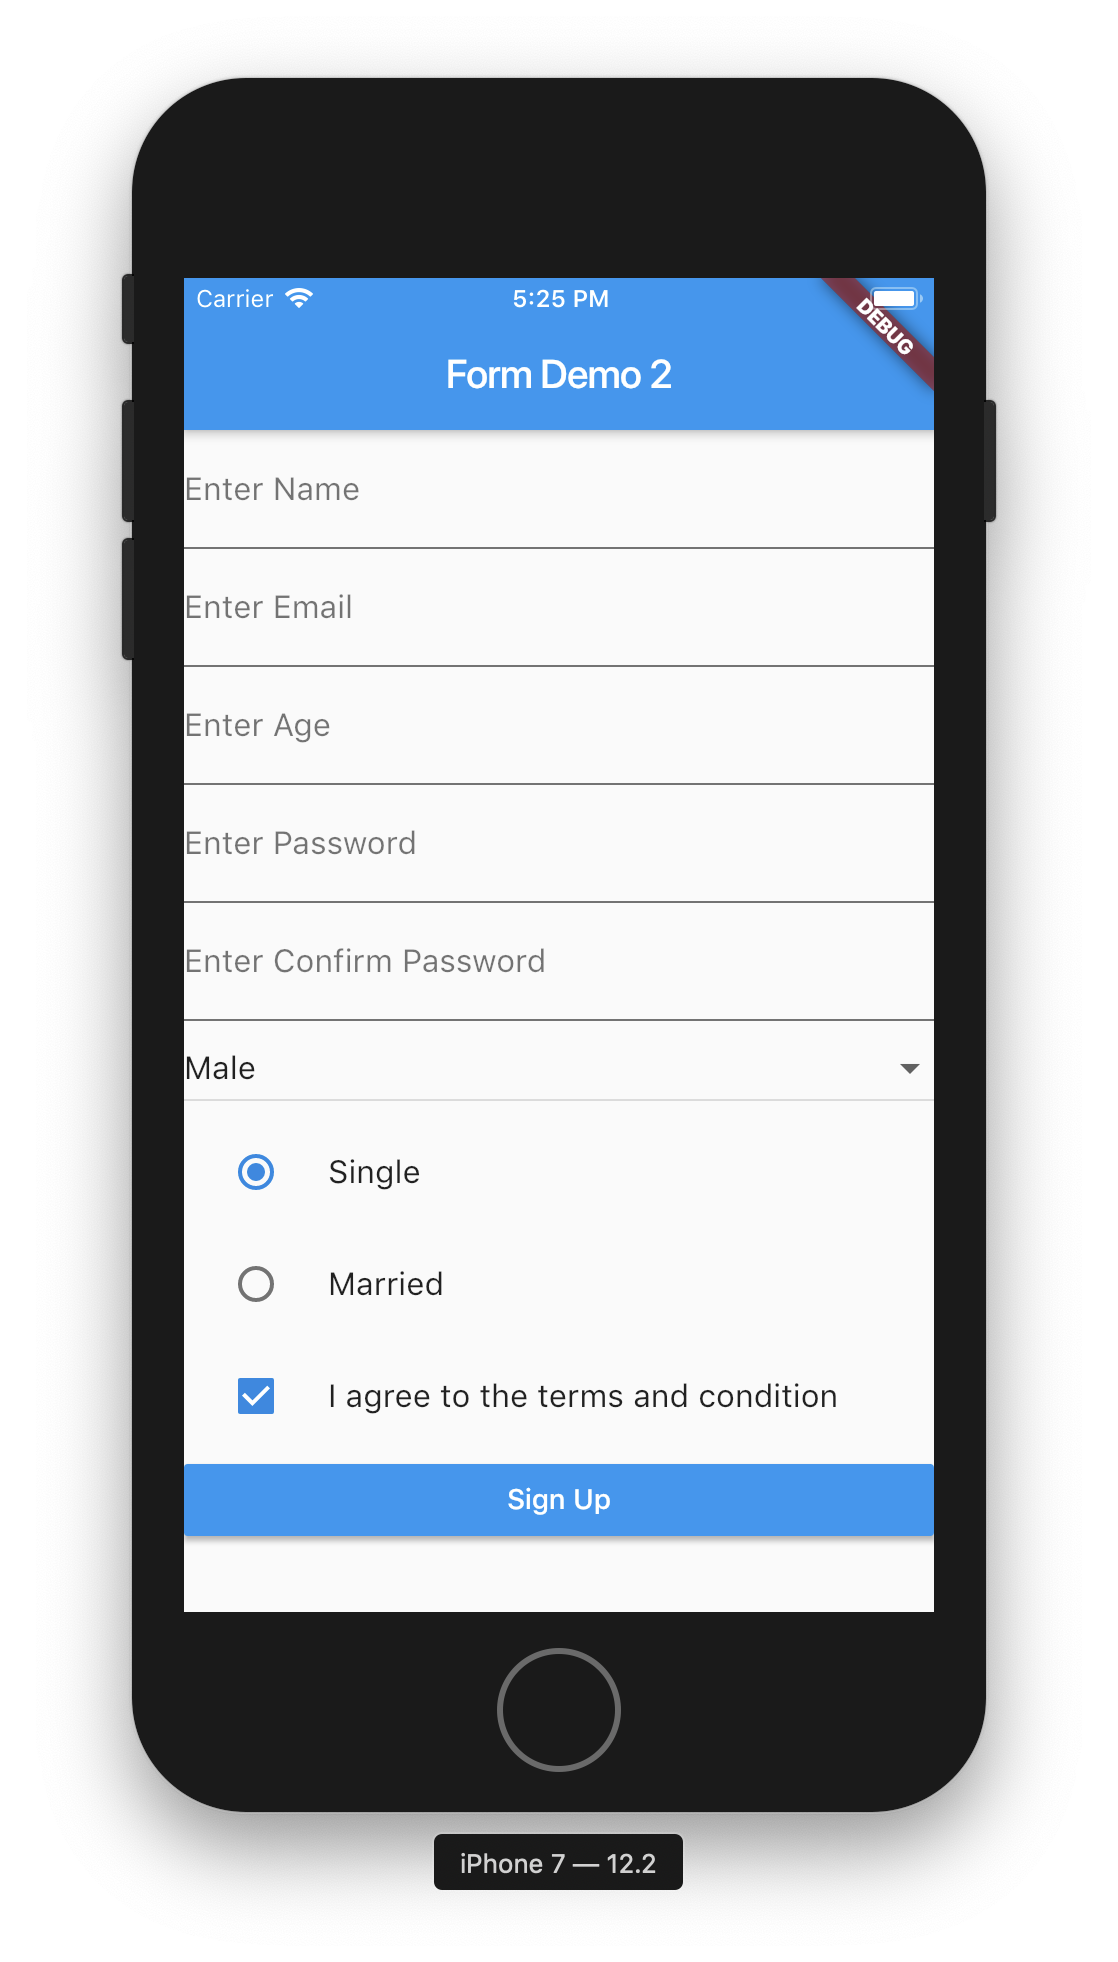 Carrier 5:25 PM
DEBUG
Form Demo 2
Enter Name
Enter Email
Enter Age
Enter Password
Enter Confirm Password
Male
Single
Married
I agree to the terms and condition
Sign Up
iPhone 7 — 12.2